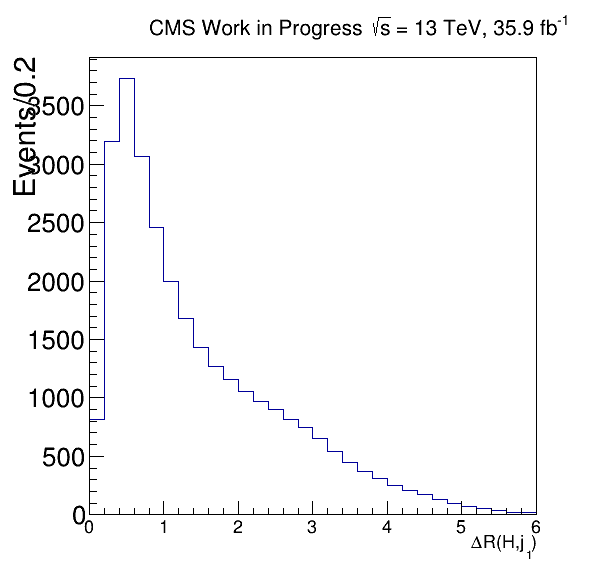 CMS Work in Progress √s = 13 TeV, 35.9 fb⁻¹
Events/0.2
3500
3000
2500
2000
1500
1000
500
0
0 1 2 3 4 5 6
ΔR(H,j₁)